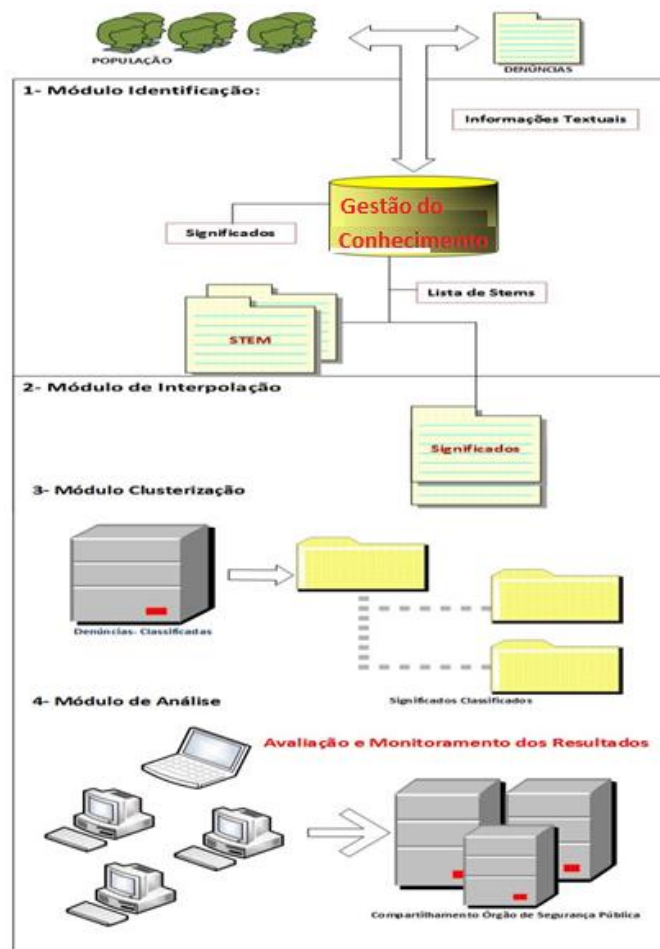 POPULAÇÃO
DENÚNCIAS
1- Módulo Identificação:
Informações Textuais
Gestão do
Conhecimento
Significados
Lista de Stems
STEM
2- Módulo de Interpolação
Significados
3- Módulo Clusterização
Denúncias- Classificadas
Significados Classificados
4- Módulo de Análise
Avaliação e Monitoramento dos Resultados
Compartilhamento Órgão de Segurança Pública